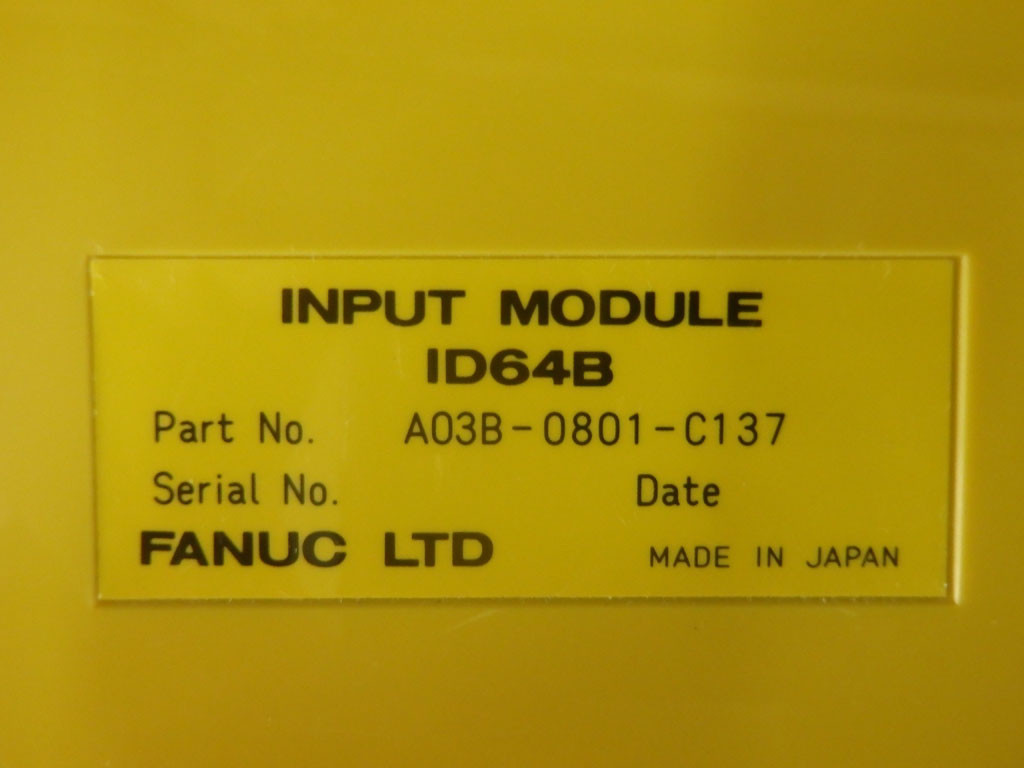 INPUT MODULE
ID64B
Part No. A03B-0801-C137
Serial No. Date
FANUC LTD MADE IN JAPAN